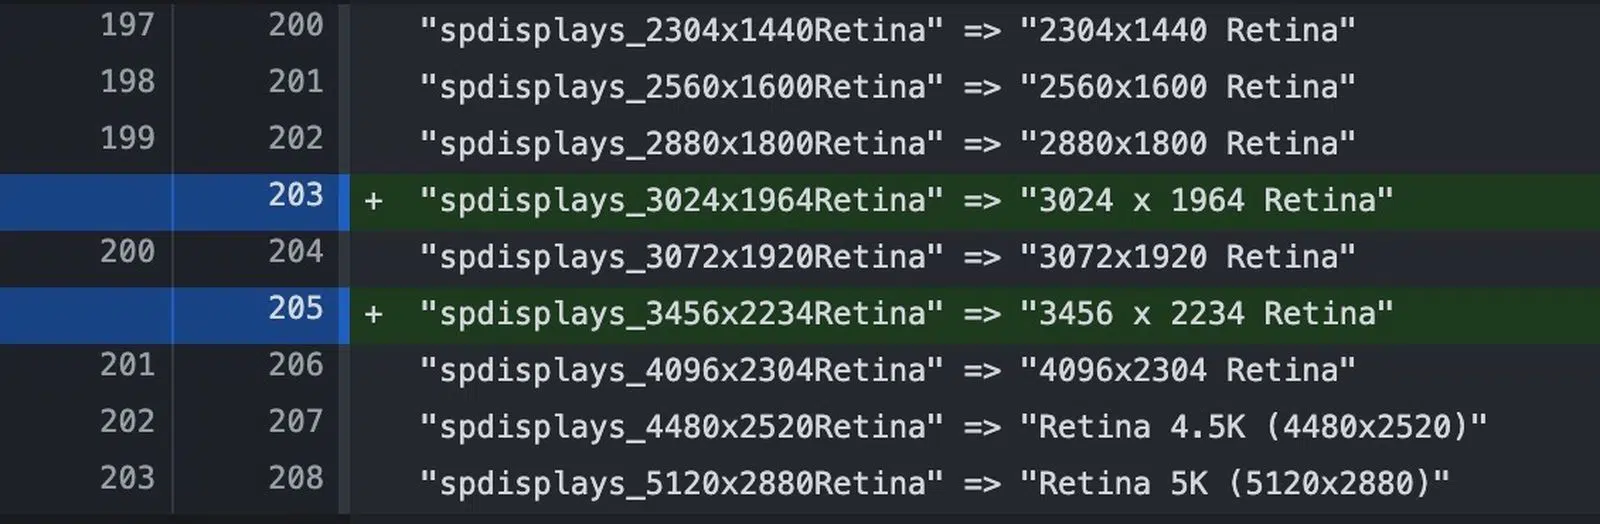 197 200 "spdisplays_2304x1440Retina" => "2304x1440 Retina"
198 201 "spdisplays_2560x1600Retina" => "2560x1600 Retina"
199 202 "spdisplays_2880x1800Retina" => "2880x1800 Retina"
203 + "spdisplays_3024x1964Retina" => "3024 x 1964 Retina"
200 204 "spdisplays_3072x1920Retina" => "3072x1920 Retina"
205 + "spdisplays_3456x2234Retina" => "3456 x 2234 Retina"
201 206 "spdisplays_4096x2304Retina" => "4096x2304 Retina"
202 207 "spdisplays_4480x2520Retina" => "Retina 4.5K (4480x2520)"
203 208 "spdisplays_5120x2880Retina" => "Retina 5K (5120x2880)"